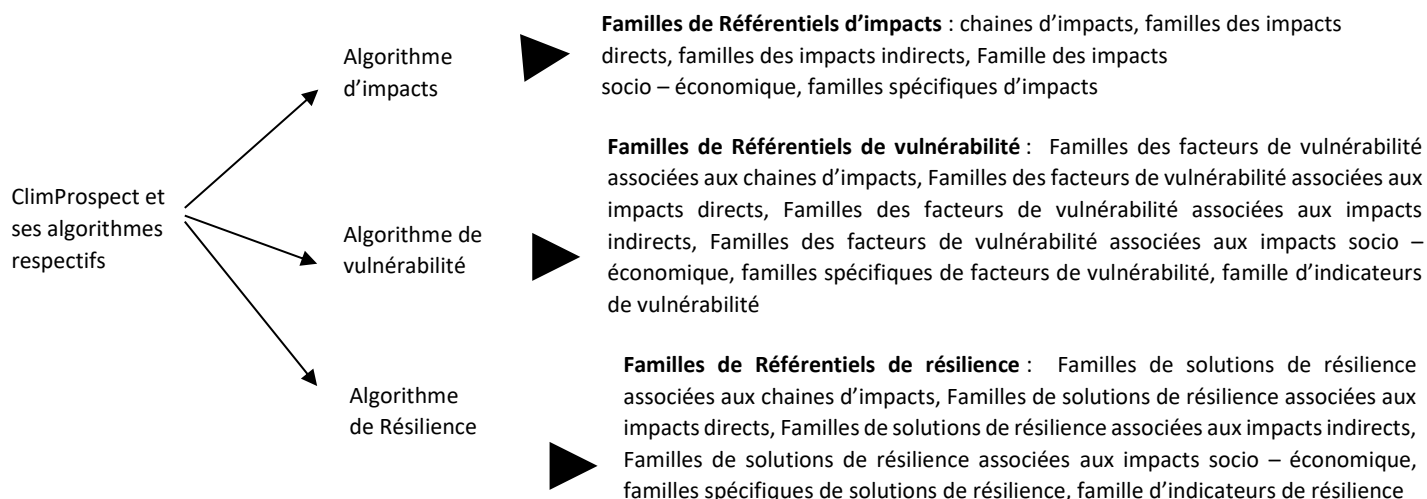 ClimProspect et
ses algorithmes
respectifs
Algorithme
d’impacts
Familles de Référentiels d’impacts : chaines d’impacts, familles des impacts
directs, familles des impacts indirects, Famille des impacts
socio – économique, familles spécifiques d’impacts
Algorithme de
vulnérabilité
Familles de Référentiels de vulnérabilité : Familles des facteurs de vulnérabilité
associées aux chaines d’impacts, Familles des facteurs de vulnérabilité associées aux
impacts directs, Familles des facteurs de vulnérabilité associées aux impacts
indirects, Familles des facteurs de vulnérabilité associées aux impacts socio –
économique, familles spécifiques de facteurs de vulnérabilité, famille d’indicateurs
de vulnérabilité
Algorithme
de Résilience
Familles de Référentiels de résilience : Familles de solutions de résilience
associées aux chaines d’impacts, Familles de solutions de résilience associées aux
impacts directs, Familles de solutions de résilience associées aux impacts indirects,
Familles de solutions de résilience associées aux impacts socio – économique,
familles spécifiques de solutions de résilience, famille d’indicateurs de résilience